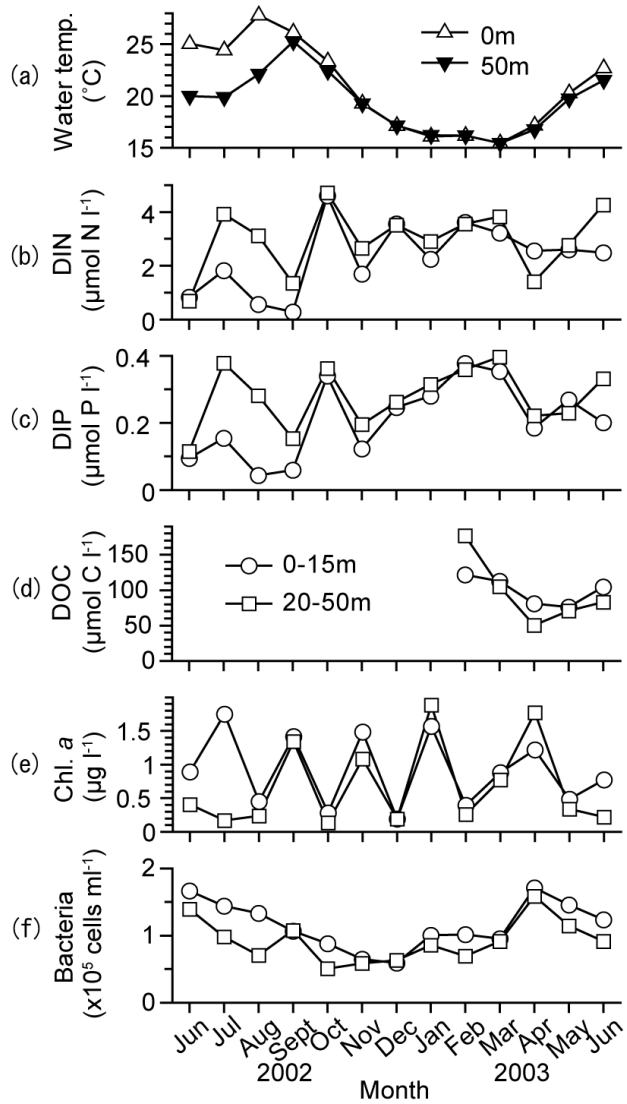 (a)
Water temp.
(˚C)
25
20
15
0m
50m
(b)
DIN
(µmol N l⁻¹)
4
2
0
(c)
DIP
(µmol P l⁻¹)
0.4
0.2
0
(d)
DOC
(µmol C l⁻¹)
150
100
50
0
0-15m
20-50m
(e)
Chl. a
(µg l⁻¹)
1.5
1
0.5
0
(f)
Bacteria
(x10⁵ cells ml⁻¹)
2
1
0
Jun Jul Aug Sept Oct Nov Dec Jan Feb Mar Apr May Jun
2002 2003
Month